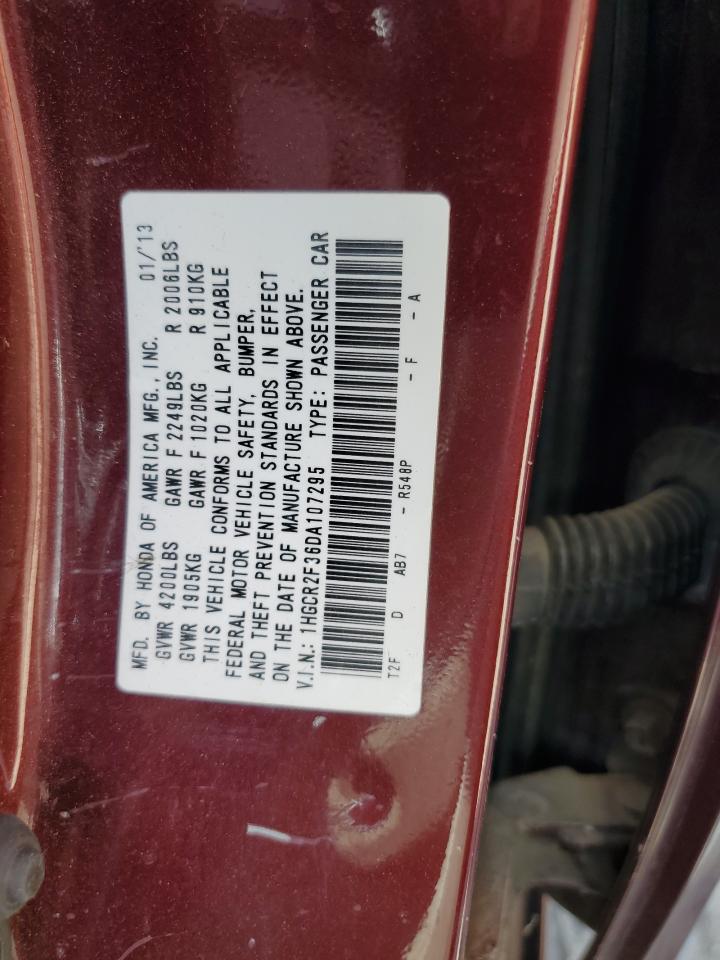 MFD. BY HONDA OF AMERICA MFG., INC. 01/'13
GVWR 4200LBS GAWR F 2249LBS R 2006LBS
GVWR 1905KG GAWR F 1020KG R 910KG
THIS VEHICLE CONFORMS TO ALL APPLICABLE
FEDERAL MOTOR VEHICLE SAFETY, BUMPER,
AND THEFT PREVENTION STANDARDS IN EFFECT
ON THE DATE OF MANUFACTURE SHOWN ABOVE.
V.I.N.: 1HGCR2F36DA107295 TYPE: PASSENGER CAR
T2F D AB7 - R548P - F - A